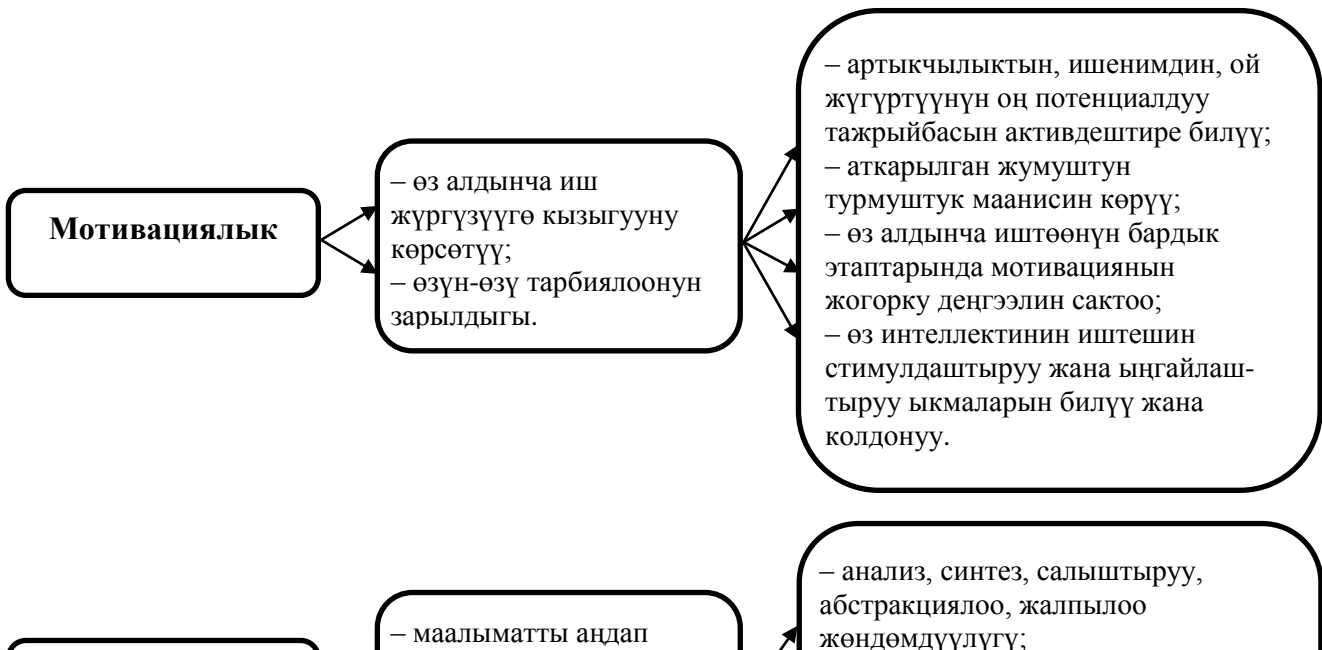 Мотивациялык
– өз алдынча иш
жүргүзүүгө кызыгууну
көрсөтүү;
– өзүн-өзү тарбиялоонун
зарылдыгы.
– артыкчылыктын, ишенимдин, ой
жүгүртүүнүн оң потенциалдуу
тажрыйбасын активдештире билүү;
– аткарылган жумуштун
турмуштук маанисин көрүү;
– өз алдынча иштөөнүн бардык
этаптарында мотивациянын
жогорку деңгээлин сактоо;
– өз интеллектинин иштешин
стимулдаштыруу жана ыңгайлаш-
тыруу ыкмаларын билүү жана
колдонуу.
– маалыматты аңдап
– анализ, синтез, салыштыруу,
абстракциялоо, жалпылоо
жөндөмдүүлүгү;